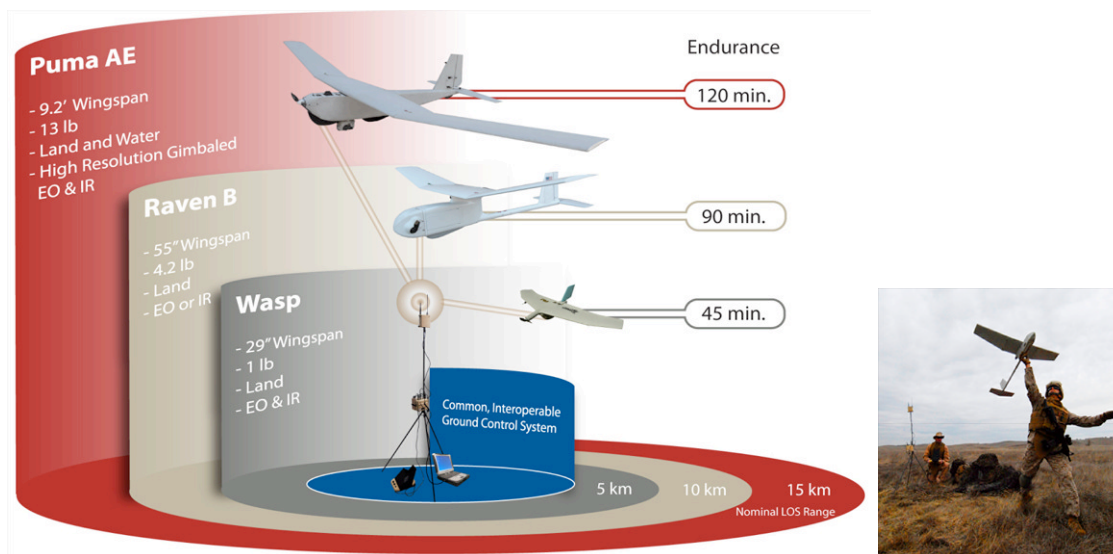 Puma AE
- 9.2' Wingspan
- 13 lb
- Land and Water
- High Resolution Gimbaled
EO & IR
Raven B
- 55" Wingspan
- 4.2 lb
- Land
- EO or IR
Wasp
- 29" Wingspan
- 1 lb
- Land
- EO & IR
Endurance
120 min.
90 min.
45 min.
Common, Interoperable
Ground Control System
5 km
10 km
15 km
Nominal LOS Range